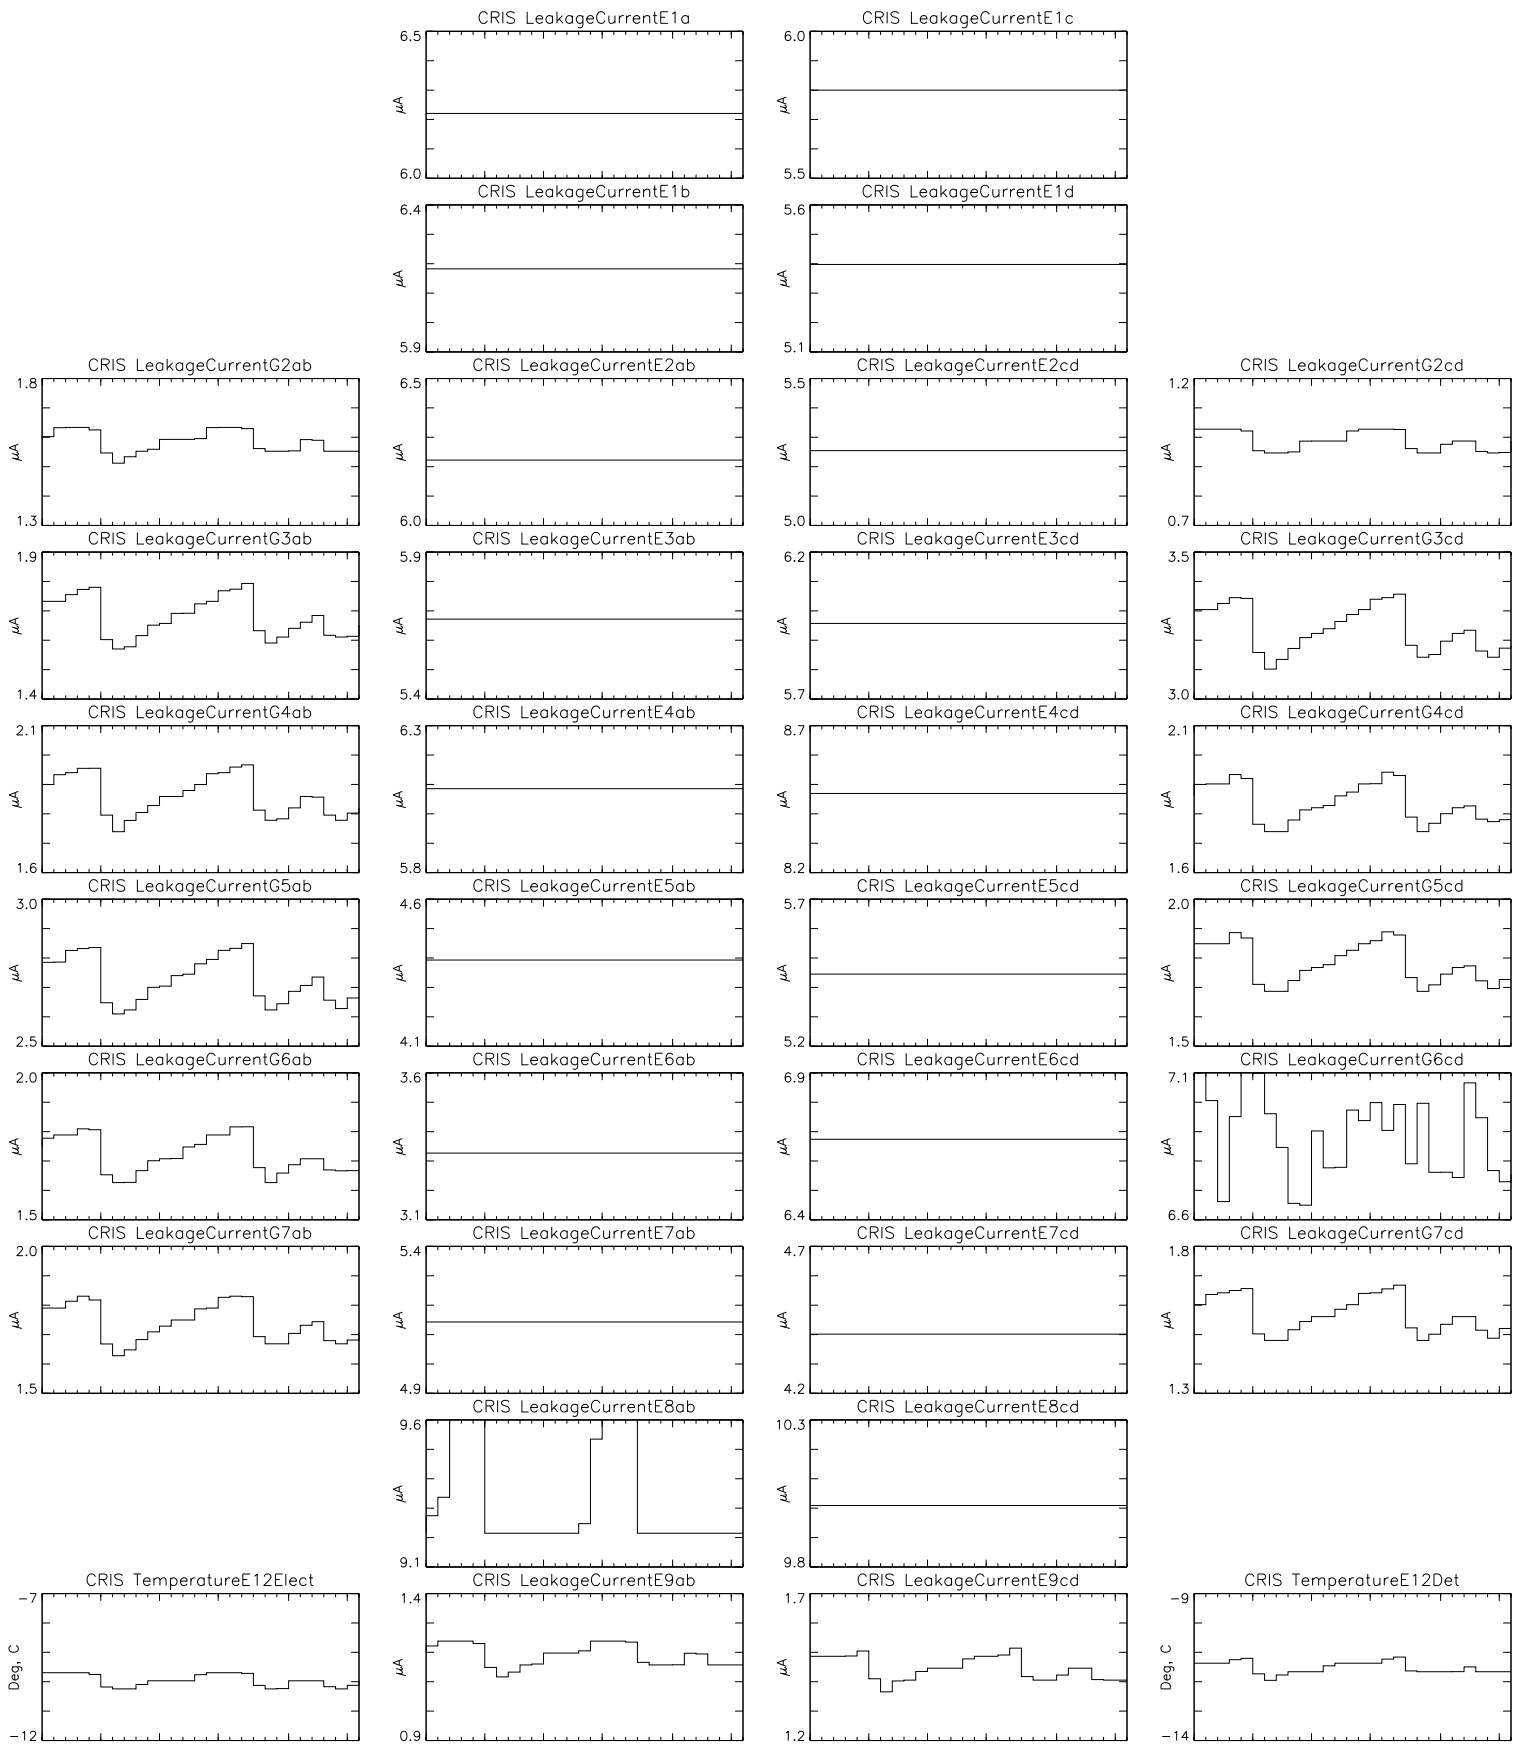 CRIS LeakageCurrentE1a CRIS LeakageCurrentE1c
6.5 6.0
μA μA
6.0 5.5
CRIS LeakageCurrentE1b CRIS LeakageCurrentE1d
6.4 5.6
μA μA
5.9 5.1
CRIS LeakageCurrentG2ab CRIS LeakageCurrentE2ab CRIS LeakageCurrentE2cd CRIS LeakageCurrentG2cd
1.8 6.5 5.5 1.2
μA μA μA μA
1.3 6.0 5.0 0.7
CRIS LeakageCurrentG3ab CRIS LeakageCurrentE3ab CRIS LeakageCurrentE3cd CRIS LeakageCurrentG3cd
1.9 5.9 6.2 3.5
μA μA μA μA
1.4 5.4 5.7 3.0
CRIS LeakageCurrentG4ab CRIS LeakageCurrentE4ab CRIS LeakageCurrentE4cd CRIS LeakageCurrentG4cd
2.1 6.3 8.7 2.1
μA μA μA μA
1.6 5.8 8.2 1.6
CRIS LeakageCurrentG5ab CRIS LeakageCurrentE5ab CRIS LeakageCurrentE5cd CRIS LeakageCurrentG5cd
3.0 4.6 5.7 2.0
μA μA μA μA
2.5 4.1 5.2 1.5
CRIS LeakageCurrentG6ab CRIS LeakageCurrentE6ab CRIS LeakageCurrentE6cd CRIS LeakageCurrentG6cd
2.0 3.6 6.9 7.1
μA μA μA μA
1.5 3.1 6.4 6.6
CRIS LeakageCurrentG7ab CRIS LeakageCurrentE7ab CRIS LeakageCurrentE7cd CRIS LeakageCurrentG7cd
2.0 5.4 4.7 1.8
μA μA μA μA
1.5 4.9 4.2 1.3
CRIS LeakageCurrentE8ab CRIS LeakageCurrentE8cd
9.6 10.3
μA μA
9.1 9.8
CRIS TemperatureE12Elect CRIS LeakageCurrentE9ab CRIS LeakageCurrentE9cd CRIS TemperatureE12Det
-7 1.4 1.7 -9
Deg, C μA μA Deg, C
-12 0.9 1.2 -14